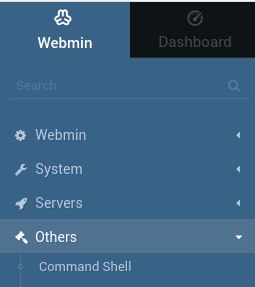 Webmin
Dashboard
Search
Webmin
System
Servers
Others
Command Shell